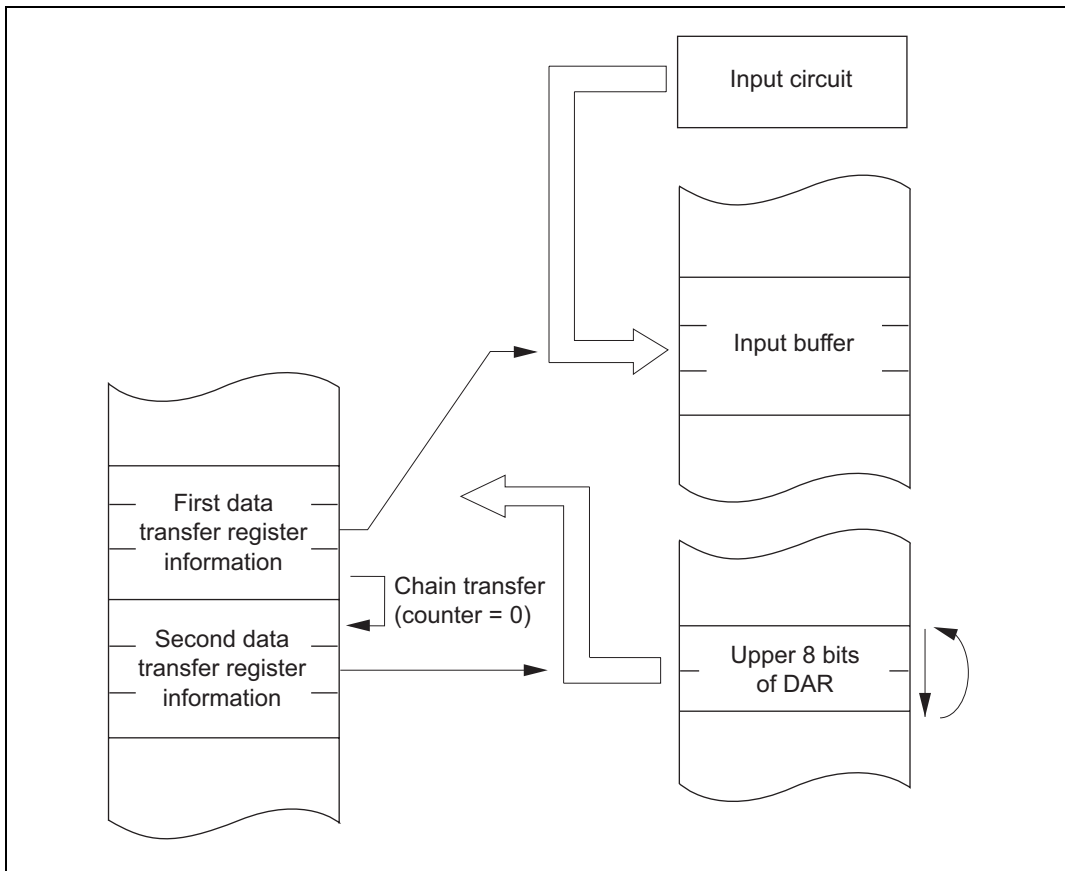 Input circuit
Input buffer
First data
transfer register
information
Chain transfer
(counter = 0)
Second data
transfer register
information
Upper 8 bits
of DAR